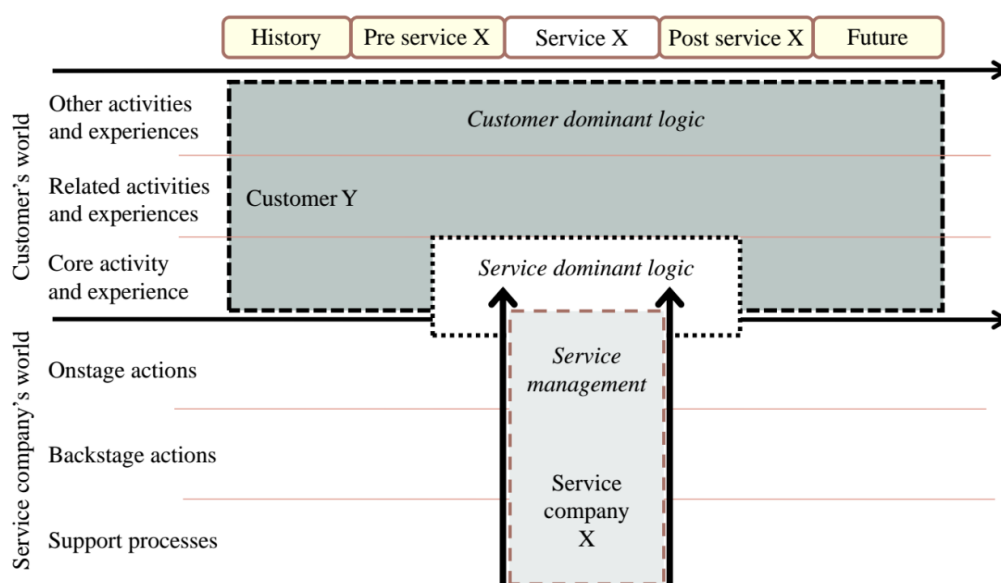 History
Pre service X
Service X
Post service X
Future
Customer's world
Other activities
and experiences
Customer dominant logic
Related activities
and experiences
Customer Y
Core activity
and experience
Service dominant logic
Service company's world
Onstage actions
Service
management
Backstage actions
Service
company
X
Support processes